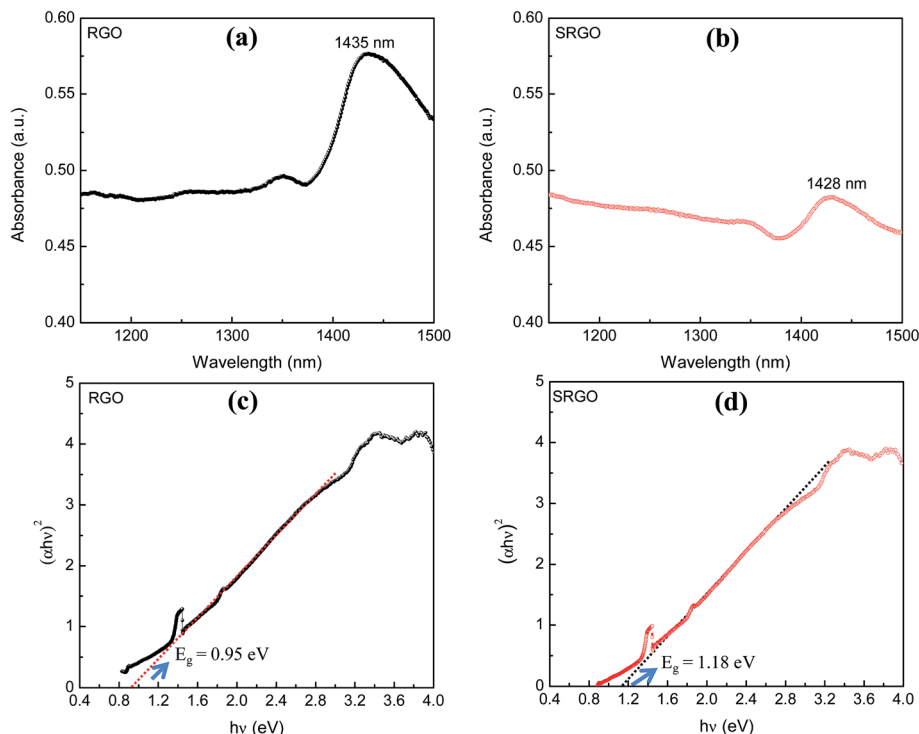 RGO
(a)
1435 nm
0.60
0.55
0.50
0.45
0.40
Absorbance (a.u.)
1200 1300 1400 1500
Wavelength (nm)
SRGO
(b)
1428 nm
0.60
0.55
0.50
0.45
0.40
Absorbance (a.u.)
1200 1300 1400 1500
Wavelength (nm)
RGO
(c)
5
4
3
2
1
0
(αhν)²
E_g = 0.95 eV
0.4 0.8 1.2 1.6 2.0 2.4 2.8 3.2 3.6 4.0
hν (eV)
SRGO
(d)
5
4
3
2
1
0
(αhν)²
E_g = 1.18 eV
0.4 0.8 1.2 1.6 2.0 2.4 2.8 3.2 3.6 4.0
hν (eV)